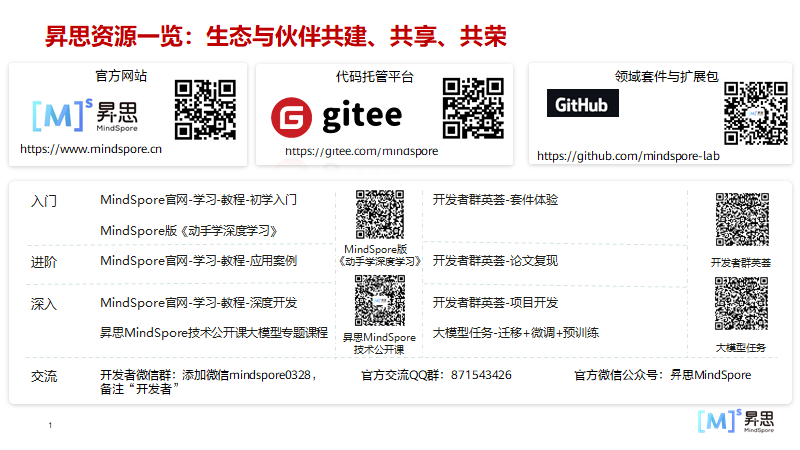 昇思资源一览：生态与伙伴共建、共享、共荣
官方网站
[M]s 昇思
MindSpore
https://www.mindspore.cn
代码托管平台
G gitee
https://gitee.com/mindspore
领域套件与扩展包
GitHub
https://github.com/mindspore-lab
入门
MindSpore官网-学习-教程-初学入门
MindSpore版《动手学深度学习》
MindSpore版
《动手学深度学习》
开发者群英荟-套件体验
进阶
MindSpore官网-学习-教程-应用案例
开发者群英荟-论文复现
开发者群英荟
深入
MindSpore官网-学习-教程-深度开发
昇思MindSpore技术公开课大模型专题课程
昇思MindSpore
技术公开课
开发者群英荟-项目开发
大模型任务-迁移+微调+预训练
大模型任务
交流
开发者微信群：添加微信mindspore0328，
备注“开发者”
官方交流QQ群：871543426
官方微信公众号：昇思MindSpore
1
[M]s 昇思
MindSpore